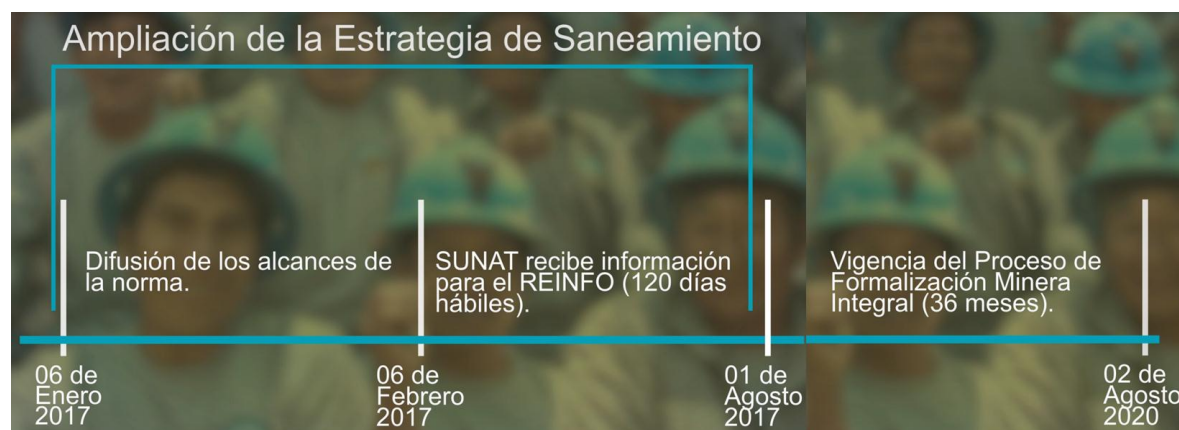 Ampliación de la Estrategia de Saneamiento
Difusión de los alcances de
la norma.
SUNAT recibe información
para el REINFO (120 días
hábiles).
Vigencia del Proceso de
Formalización Minera
Integral (36 meses).
06 de
Enero
2017
06 de
Febrero
2017
01 de
Agosto
2017
02 de
Agosto
2020